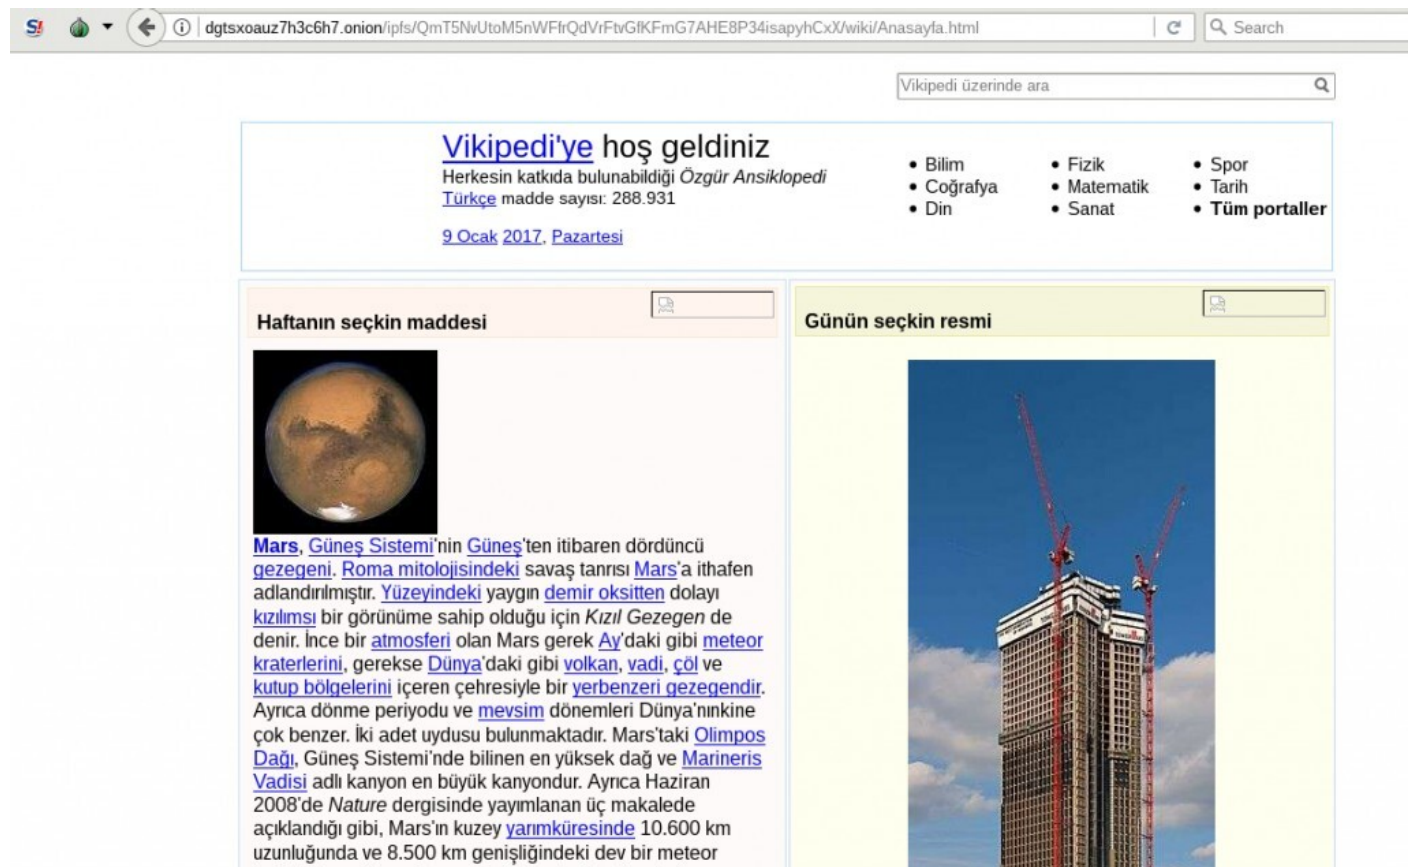 S!
dgtsxoauz7h3c6h7.onion/ipfs/QmT5NvUtoM5nWFfrQdVrFtvGfKFmG7AHE8P34isapyhCxX/wiki/Anasayfa.html
Search
Vikipedi üzerinde ara
Vikipedi'ye hoş geldiniz
Herkesin katkıda bulunabildiği Özgür Ansiklopedi
Türkçe madde sayısı: 288.931
9 Ocak 2017, Pazartesi
Bilim
Coğrafya
Din
Fizik
Matematik
Sanat
Spor
Tarih
Tüm portaller
Haftanın seçkin maddesi
Mars, Güneş Sistemi'nin Güneş'ten itibaren dördüncü
gezegeni. Roma mitolojisindeki savaş tanrısı Mars'a ithafen
adlandırılmıştır. Yüzeyindeki yaygın demir oksitten dolayı
kızılımsı bir görünüme sahip olduğu için Kızıl Gezegen de
denir. İnce bir atmosferi olan Mars gerek Ay'daki gibi meteor
kraterlerini, gerekse Dünya'daki gibi volkan, vadi, çöl ve
kutup bölgelerini içeren çehresiyle bir yerbenzeri gezegendir.
Ayrıca dönme periyodu ve mevsim dönemleri Dünya'nınkine
çok benzer. İki adet uydusu bulunmaktadır. Mars'taki Olimpos
Dağı, Güneş Sistemi'nde bilinen en yüksek dağ ve Marineris
Vadisi adlı kanyon en büyük kanyondur. Ayrıca Haziran
2008'de Nature dergisinde yayımlanan üç makalede
açıklandığı gibi, Mars'ın kuzey yarımküresinde 10.600 km
uzunluğunda ve 8.500 km genişliğindeki dev bir meteor
Günün seçkin resmi